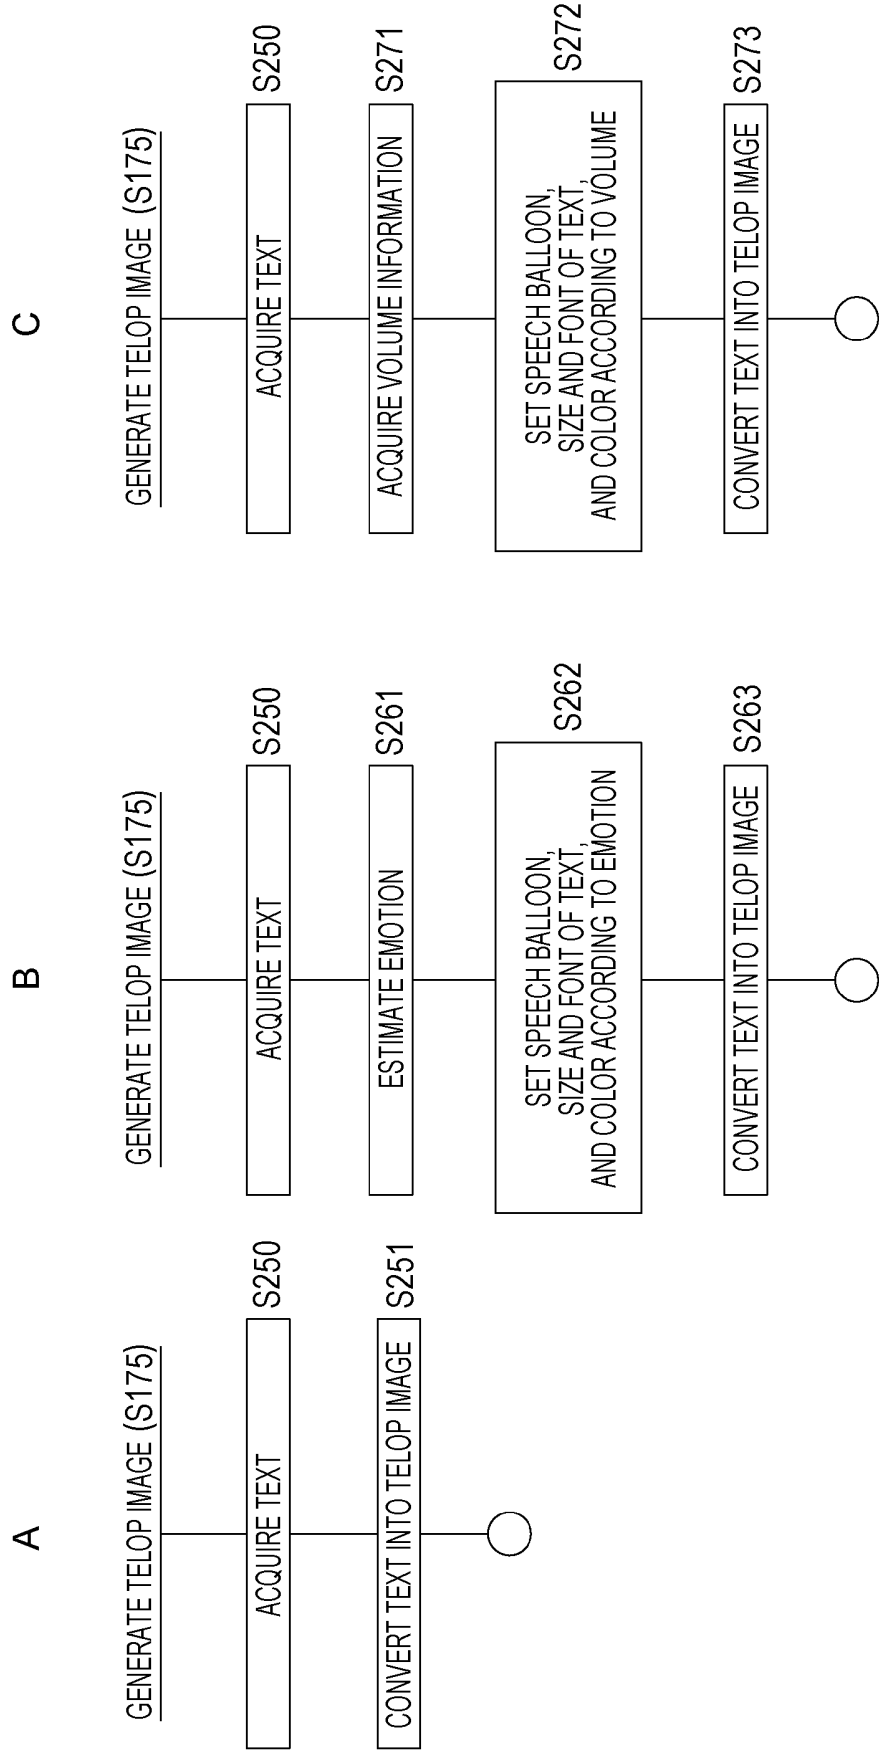 A
GENERATE TELOP IMAGE (S175)
S250
ACQUIRE TEXT
S251
CONVERT TEXT INTO TELOP IMAGE
B
GENERATE TELOP IMAGE (S175)
S250
ACQUIRE TEXT
S261
ESTIMATE EMOTION
S262
SET SPEECH BALLOON,
SIZE AND FONT OF TEXT,
AND COLOR ACCORDING TO EMOTION
S263
CONVERT TEXT INTO TELOP IMAGE
C
GENERATE TELOP IMAGE (S175)
S250
ACQUIRE TEXT
S271
ACQUIRE VOLUME INFORMATION
S272
SET SPEECH BALLOON,
SIZE AND FONT OF TEXT,
AND COLOR ACCORDING TO VOLUME
S273
CONVERT TEXT INTO TELOP IMAGE